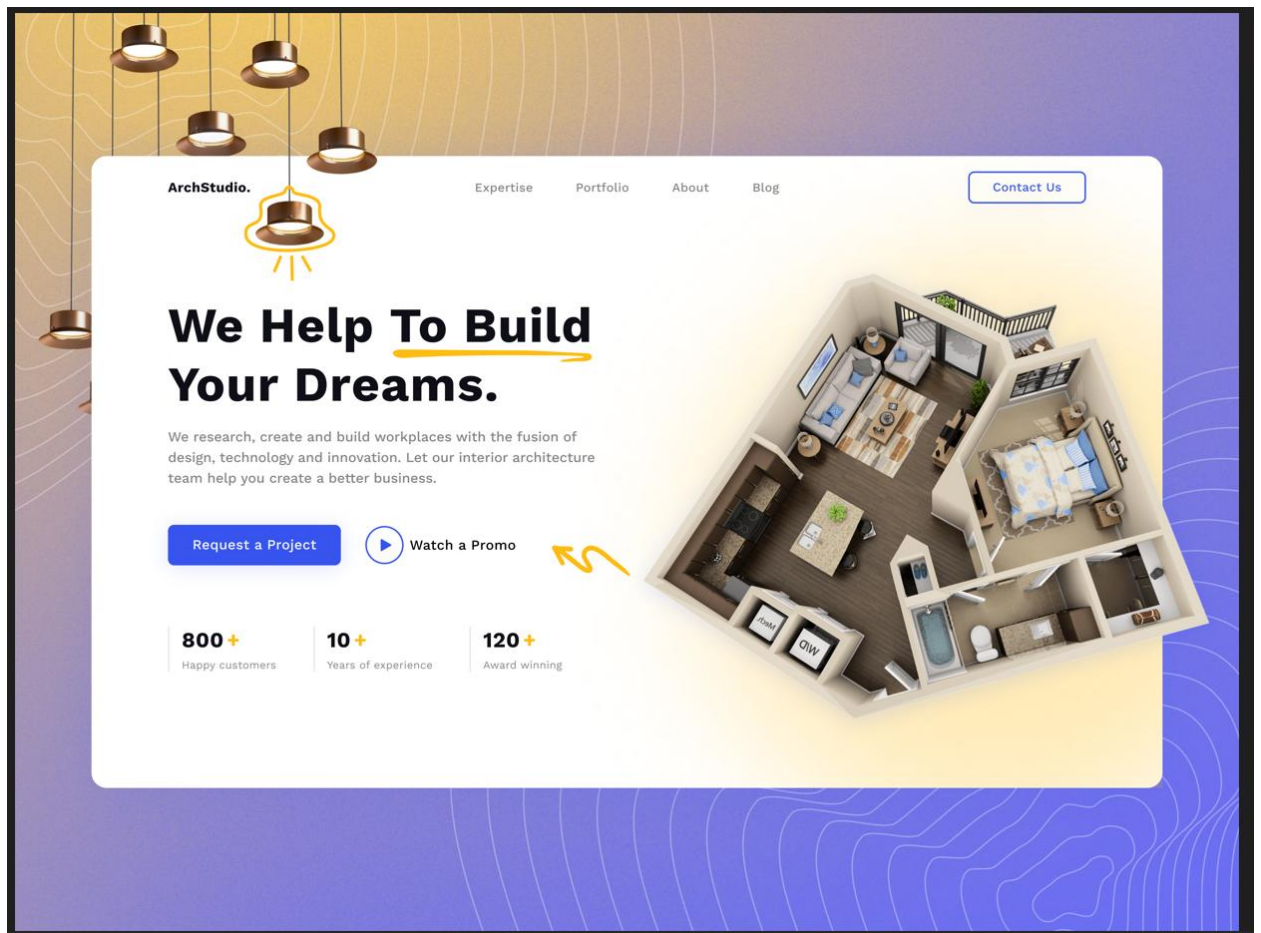 ArchStudio.
Expertise
Portfolio
About
Blog
Contact Us
We Help To Build
Your Dreams.
We research, create and build workplaces with the fusion of
design, technology and innovation. Let our interior architecture
team help you create a better business.
Request a Project
Watch a Promo
800+
Happy customers
10+
Years of experience
120+
Award winning
W/D